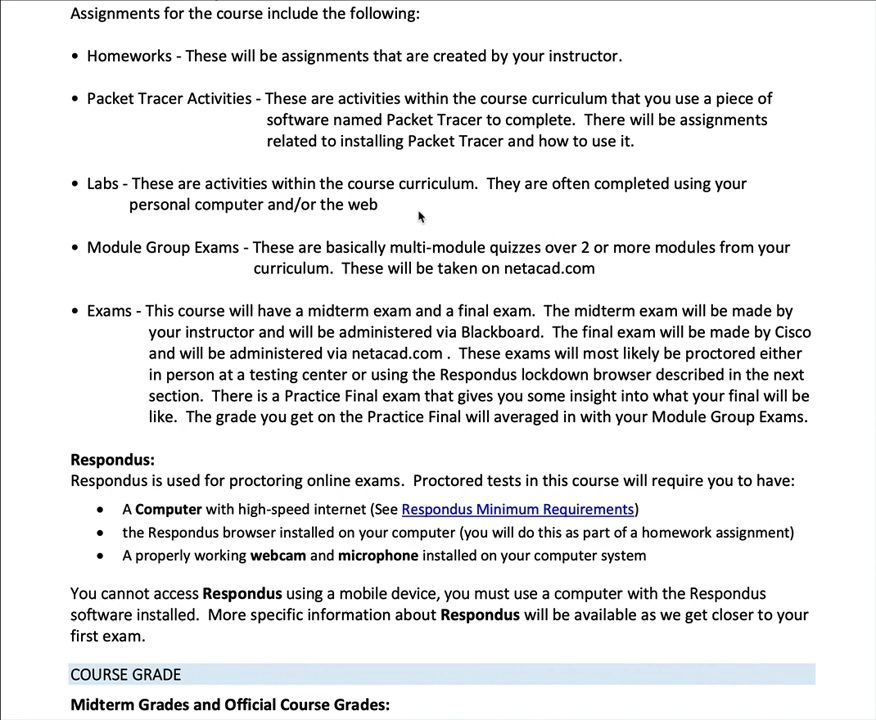 Assignments for the course include the following:
• Homeworks - These will be assignments that are created by your instructor.
• Packet Tracer Activities - These are activities within the course curriculum that you use a piece of
software named Packet Tracer to complete.  There will be assignments
related to installing Packet Tracer and how to use it.
• Labs - These are activities within the course curriculum.  They are often completed using your
personal computer and/or the web
• Module Group Exams - These are basically multi-module quizzes over 2 or more modules from your
curriculum.  These will be taken on netacad.com
• Exams - This course will have a midterm exam and a final exam.  The midterm exam will be made by
your instructor and will be administered via Blackboard.  The final exam will be made by Cisco
and will be administered via netacad.com .  These exams will most likely be proctored either
in person at a testing center or using the Respondus lockdown browser described in the next
section.  There is a Practice Final exam that gives you some insight into what your final will be
like.  The grade you get on the Practice Final will averaged in with your Module Group Exams.
Respondus:
Respondus is used for proctoring online exams.  Proctored tests in this course will require you to have:
• A Computer with high-speed internet (See Respondus Minimum Requirements)
• the Respondus browser installed on your computer (you will do this as part of a homework assignment)
• A properly working webcam and microphone installed on your computer system
You cannot access Respondus using a mobile device, you must use a computer with the Respondus
software installed.  More specific information about Respondus will be available as we get closer to your
first exam.
COURSE GRADE
Midterm Grades and Official Course Grades: